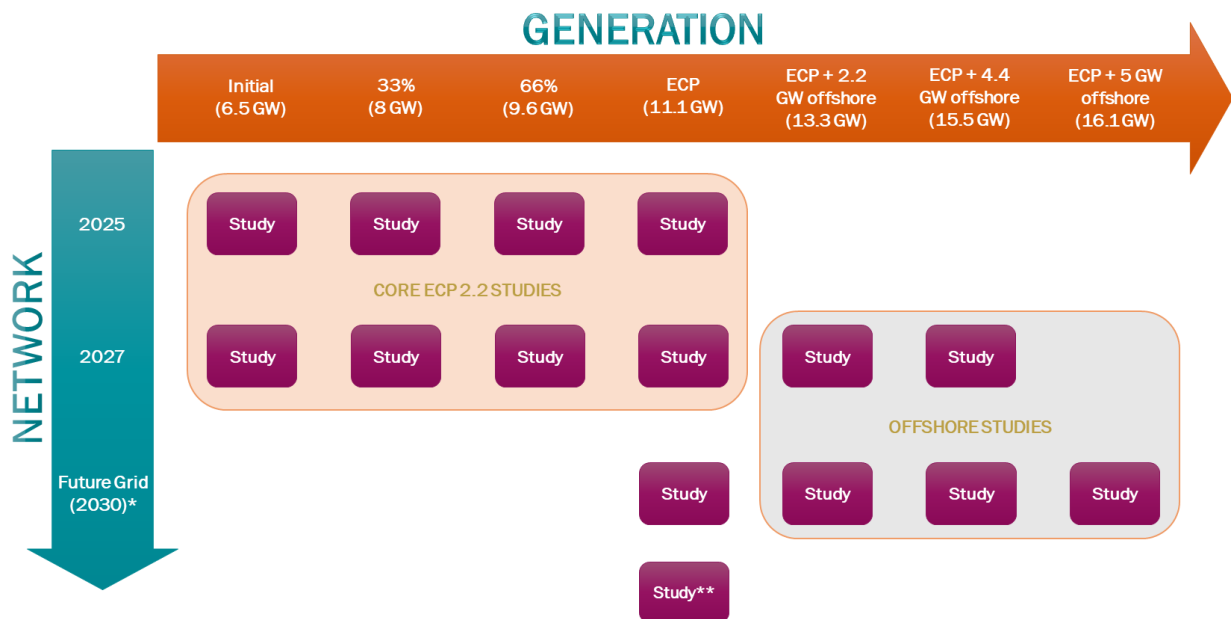 GENERATION
Initial
(6.5 GW)
33%
(8 GW)
66%
(9.6 GW)
ECP
(11.1 GW)
ECP + 2.2
GW offshore
(13.3 GW)
ECP + 4.4
GW offshore
(15.5 GW)
ECP + 5 GW
offshore
(16.1 GW)
NETWORK
2025
Study
Study
Study
Study
CORE ECP 2.2 STUDIES
2027
Study
Study
Study
Study
Study
Study
OFFSHORE STUDIES
Future Grid
(2030)*
Study
Study
Study
Study
Study**